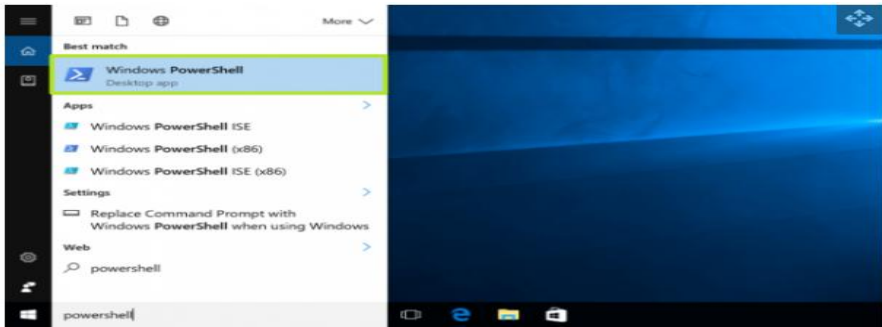 More
Best match
Windows PowerShell
Desktop app
Apps
Windows PowerShell ISE
Windows PowerShell (x86)
Windows PowerShell ISE (x86)
Settings
Replace Command Prompt with
Windows PowerShell when using Windows
Web
powershell
powershell